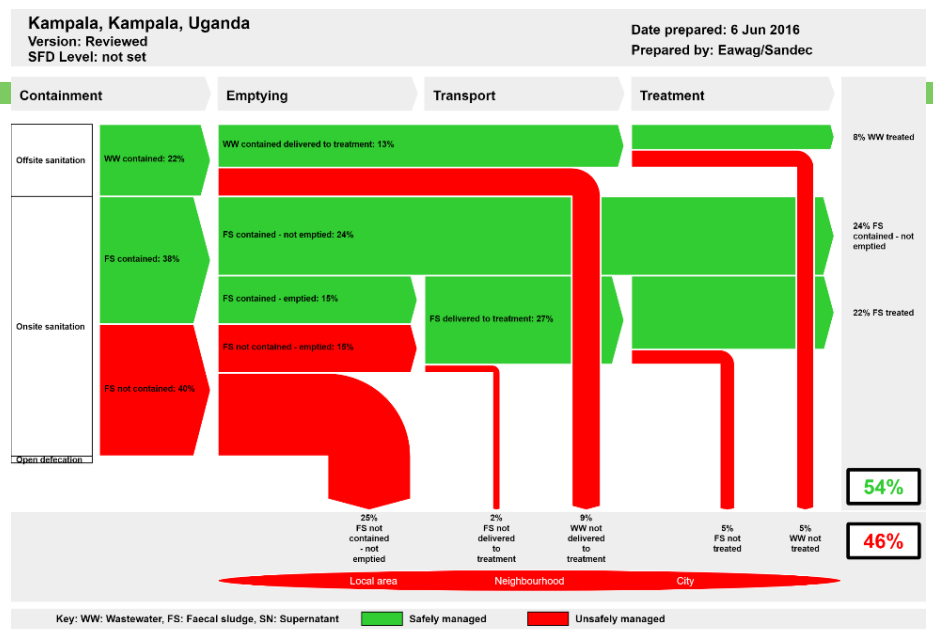 Kampala, Kampala, Uganda
Version: Reviewed
SFD Level: not set
Date prepared: 6 Jun 2016
Prepared by: Eawag/Sandec
Containment
Emptying
Transport
Treatment
Offsite sanitation
WW contained: 22%
WW contained delivered to treatment: 13%
8% WW treated
Onsite sanitation
FS contained: 38%
FS contained - not emptied: 24%
24% FS
contained - not
emptied
FS contained - emptied: 15%
FS delivered to treatment: 27%
22% FS treated
FS not contained - emptied: 15%
FS not contained: 40%
Open defecation
54%
25%
FS not
contained
- not
emptied
2%
FS not
delivered
to
treatment
9%
WW not
delivered
to
treatment
5%
FS not
treated
5%
WW not
treated
46%
Local area
Neighbourhood
City
Key: WW: Wastewater, FS: Faecal sludge, SN: Supernatant
Safely managed
Unsafely managed